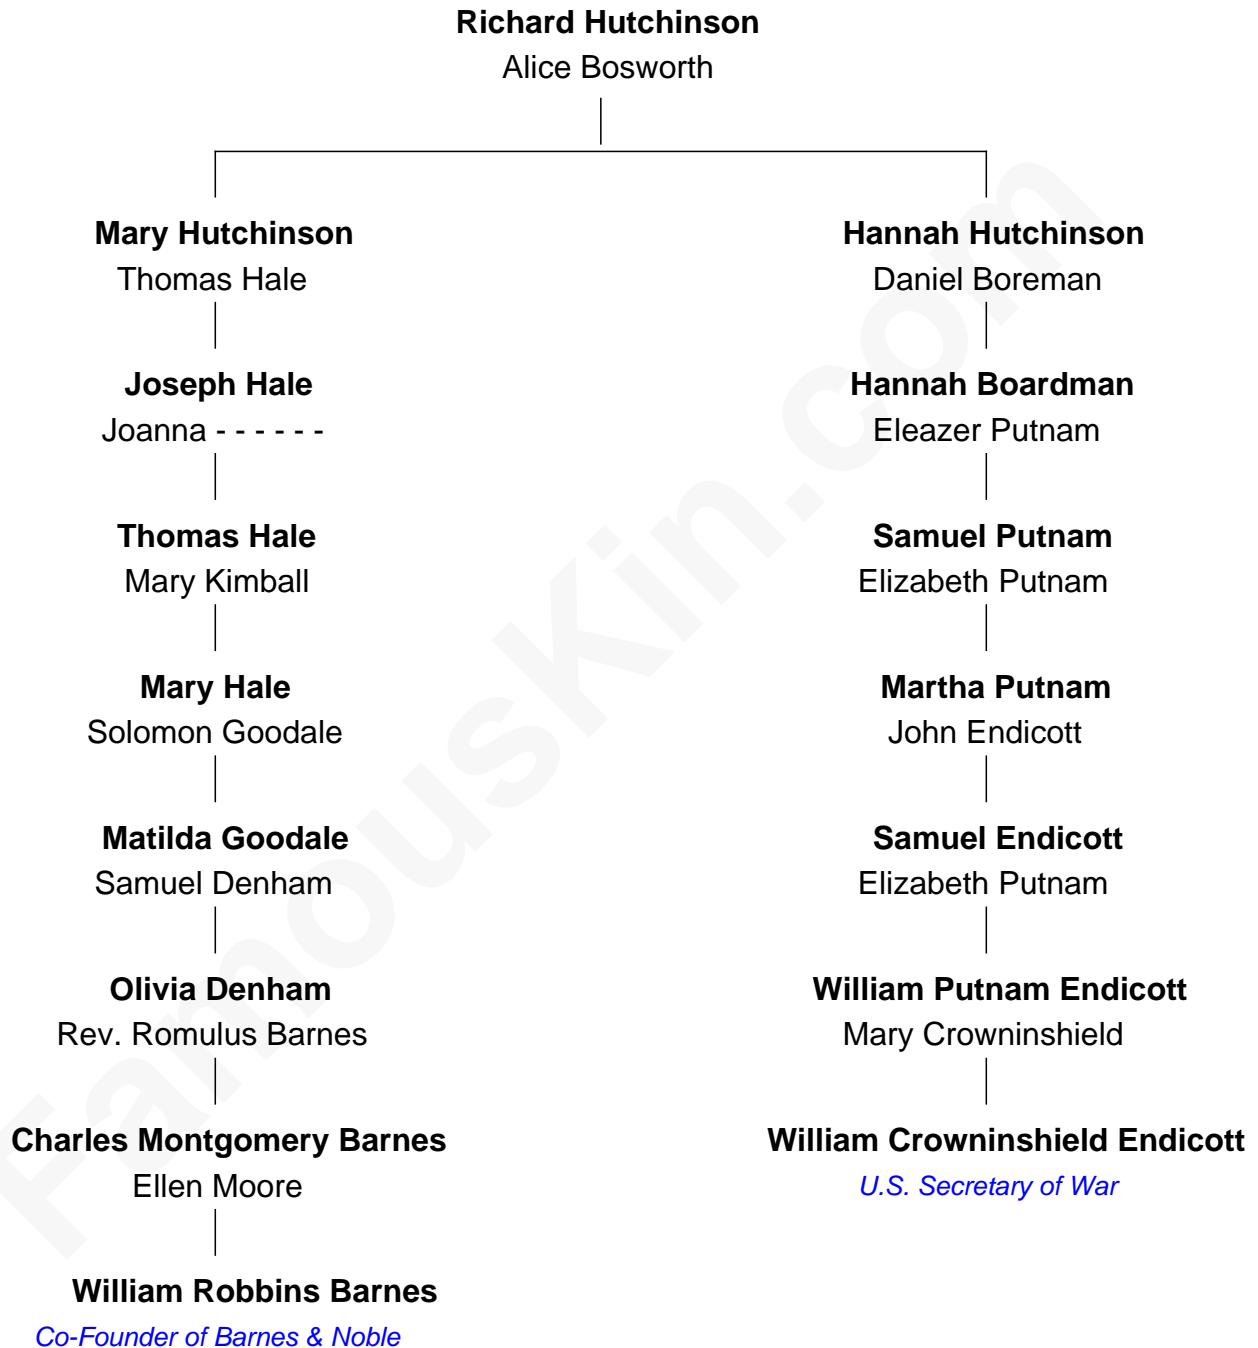 Richard Hutchinson
Alice Bosworth
Mary Hutchinson
Thomas Hale
Hannah Hutchinson
Daniel Boreman
Joseph Hale
Joanna - - - - - -
Hannah Boardman
Eleazer Putnam
Thomas Hale
Mary Kimball
Samuel Putnam
Elizabeth Putnam
Mary Hale
Solomon Goodale
Martha Putnam
John Endicott
Matilda Goodale
Samuel Denham
Samuel Endicott
Elizabeth Putnam
Olivia Denham
Rev. Romulus Barnes
William Putnam Endicott
Mary Crowninshield
Charles Montgomery Barnes
Ellen Moore
William Crowninshield Endicott
U.S. Secretary of War
William Robbins Barnes
Co-Founder of Barnes & Noble
FamousKin.com